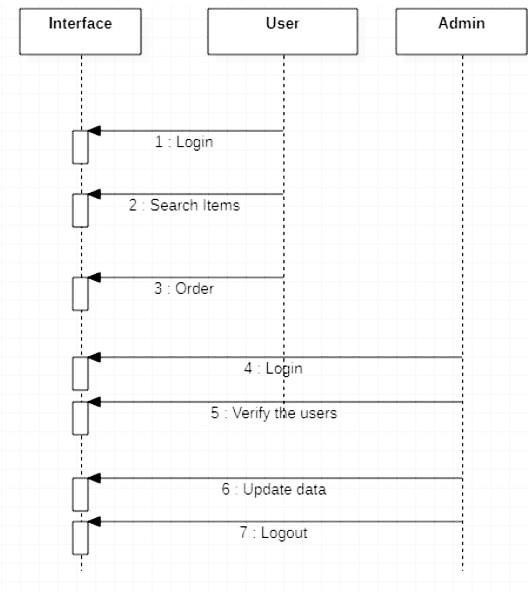 Interface
User
Admin
1 : Login
2 : Search Items
3 : Order
4 : Login
5 : Verify the users
6 : Update data
7 : Logout